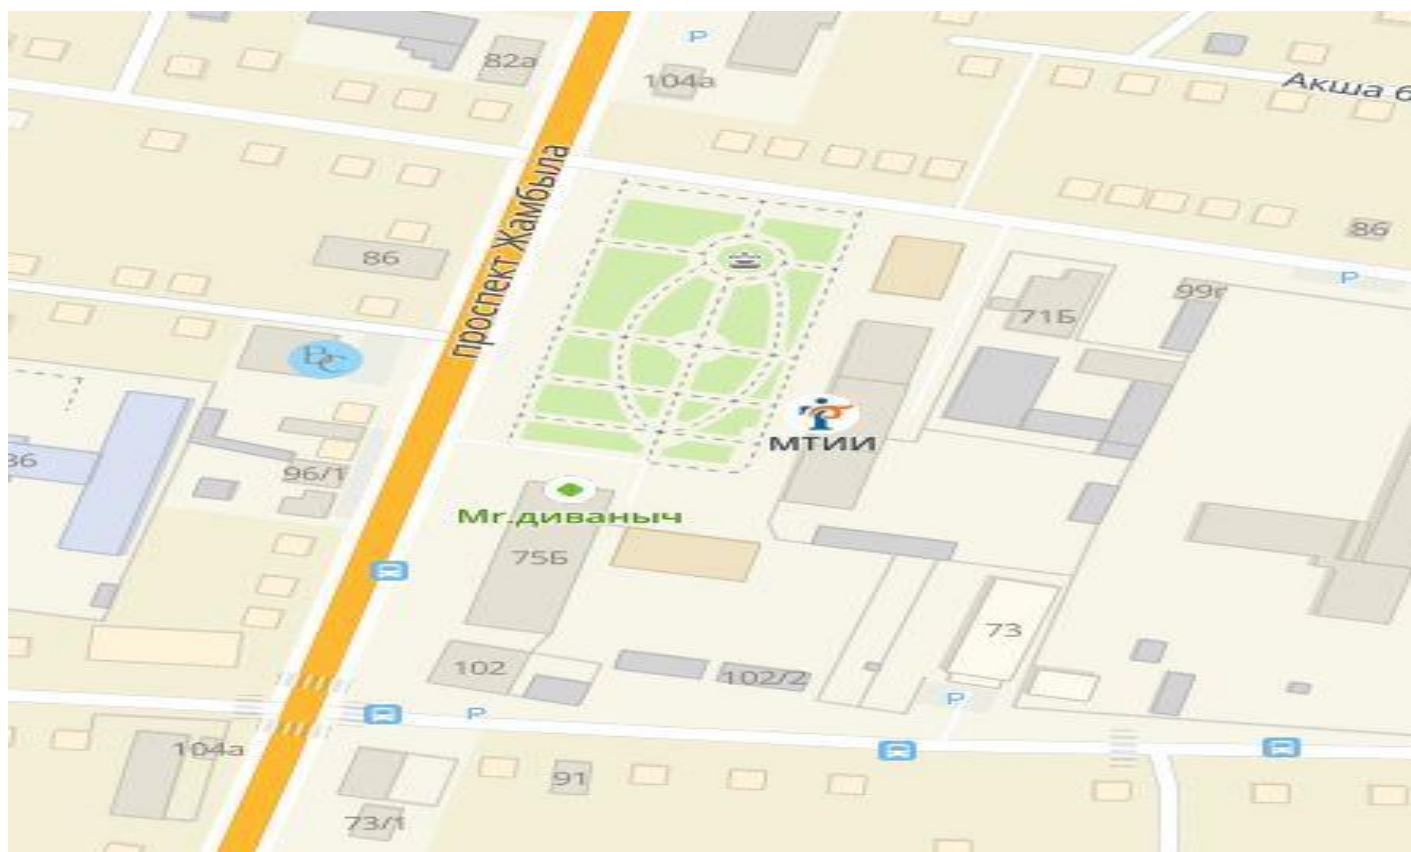 P
82а
104а
Акша б
проспект Жамбыла
86
86
P
99г
71Б
DC
МТИИ
36
96/1
Mr.диваныч
75Б
73
102
102/2
P
P
104а
91
73/1